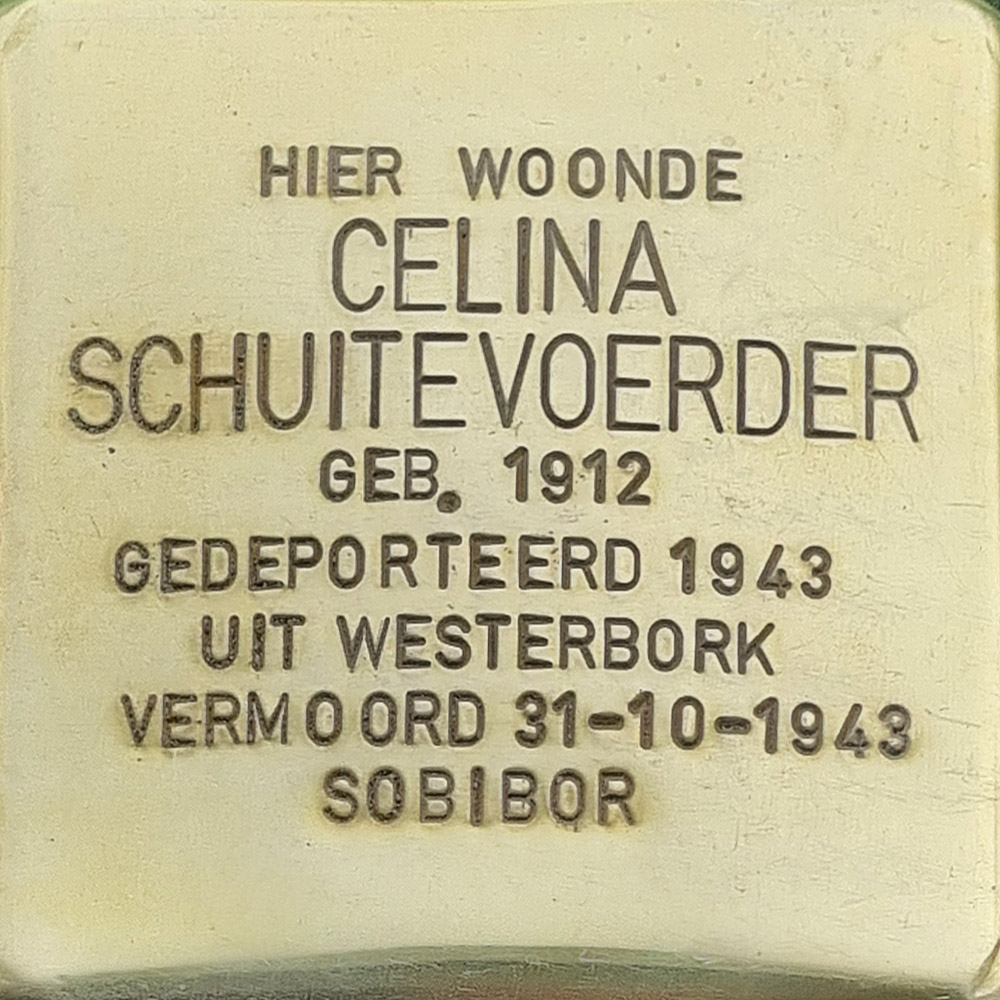 HIER WOONDE
CELINA
SCHUITEVOERDER
GEB. 1912
GEDEPORTEERD 1943
UIT WESTERBORK
VERMOORD 31-10-1943
SOBIBOR